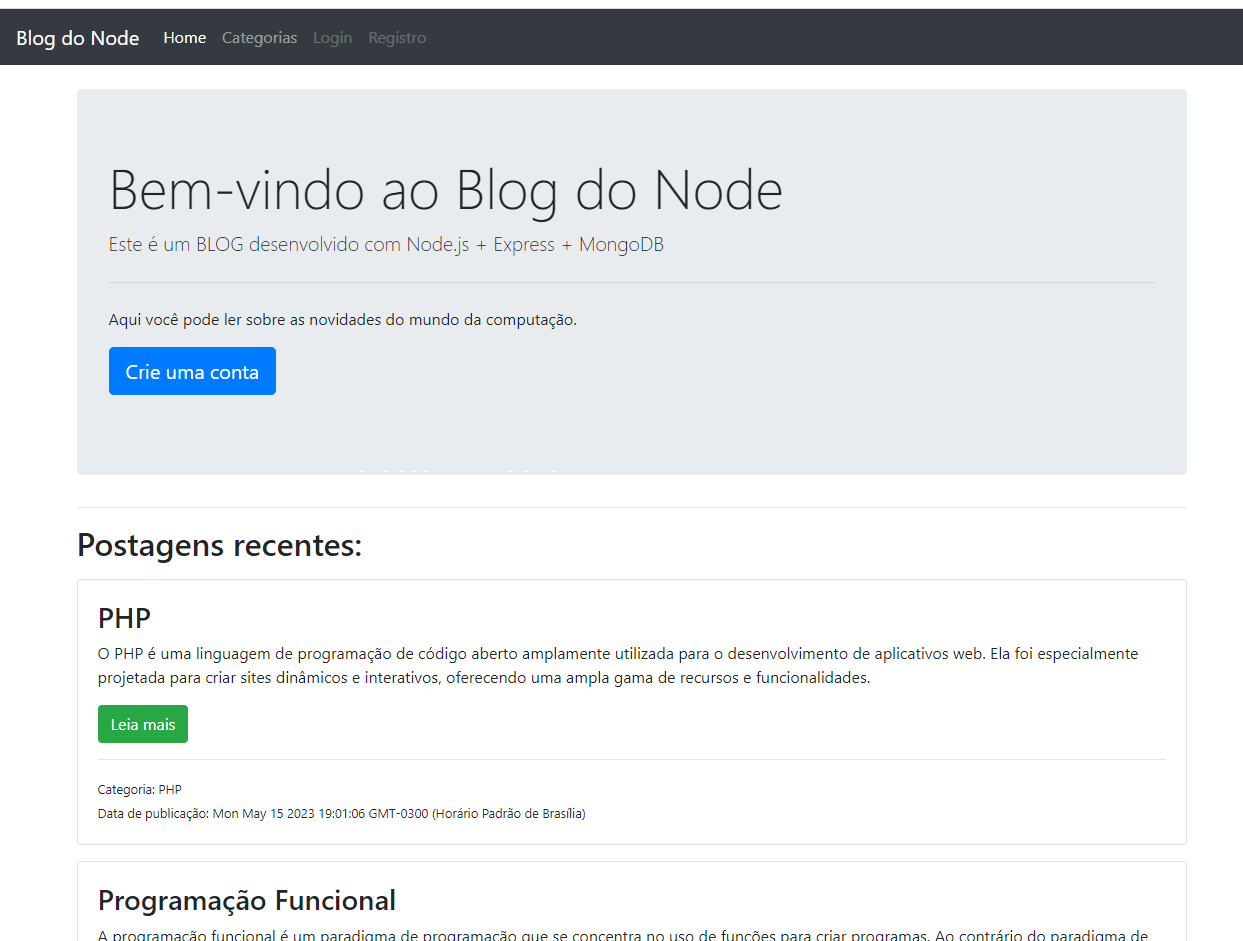 Blog do Node Home Categorias Login Registro
Bem-vindo ao Blog do Node
Este é um BLOG desenvolvido com Node.js + Express + MongoDB
Aqui você pode ler sobre as novidades do mundo da computação.
Crie uma conta
Postagens recentes:
PHP
O PHP é uma linguagem de programação de código aberto amplamente utilizada para o desenvolvimento de aplicativos web. Ela foi especialmente
projetada para criar sites dinâmicos e interativos, oferecendo uma ampla gama de recursos e funcionalidades.
Leia mais
Categoria: PHP
Data de publicação: Mon May 15 2023 19:01:06 GMT-0300 (Horário Padrão de Brasília)
Programação Funcional
A programação funcional é um paradigma de programação que se concentra no uso de funções para criar programas. Ao contrário do paradigma de